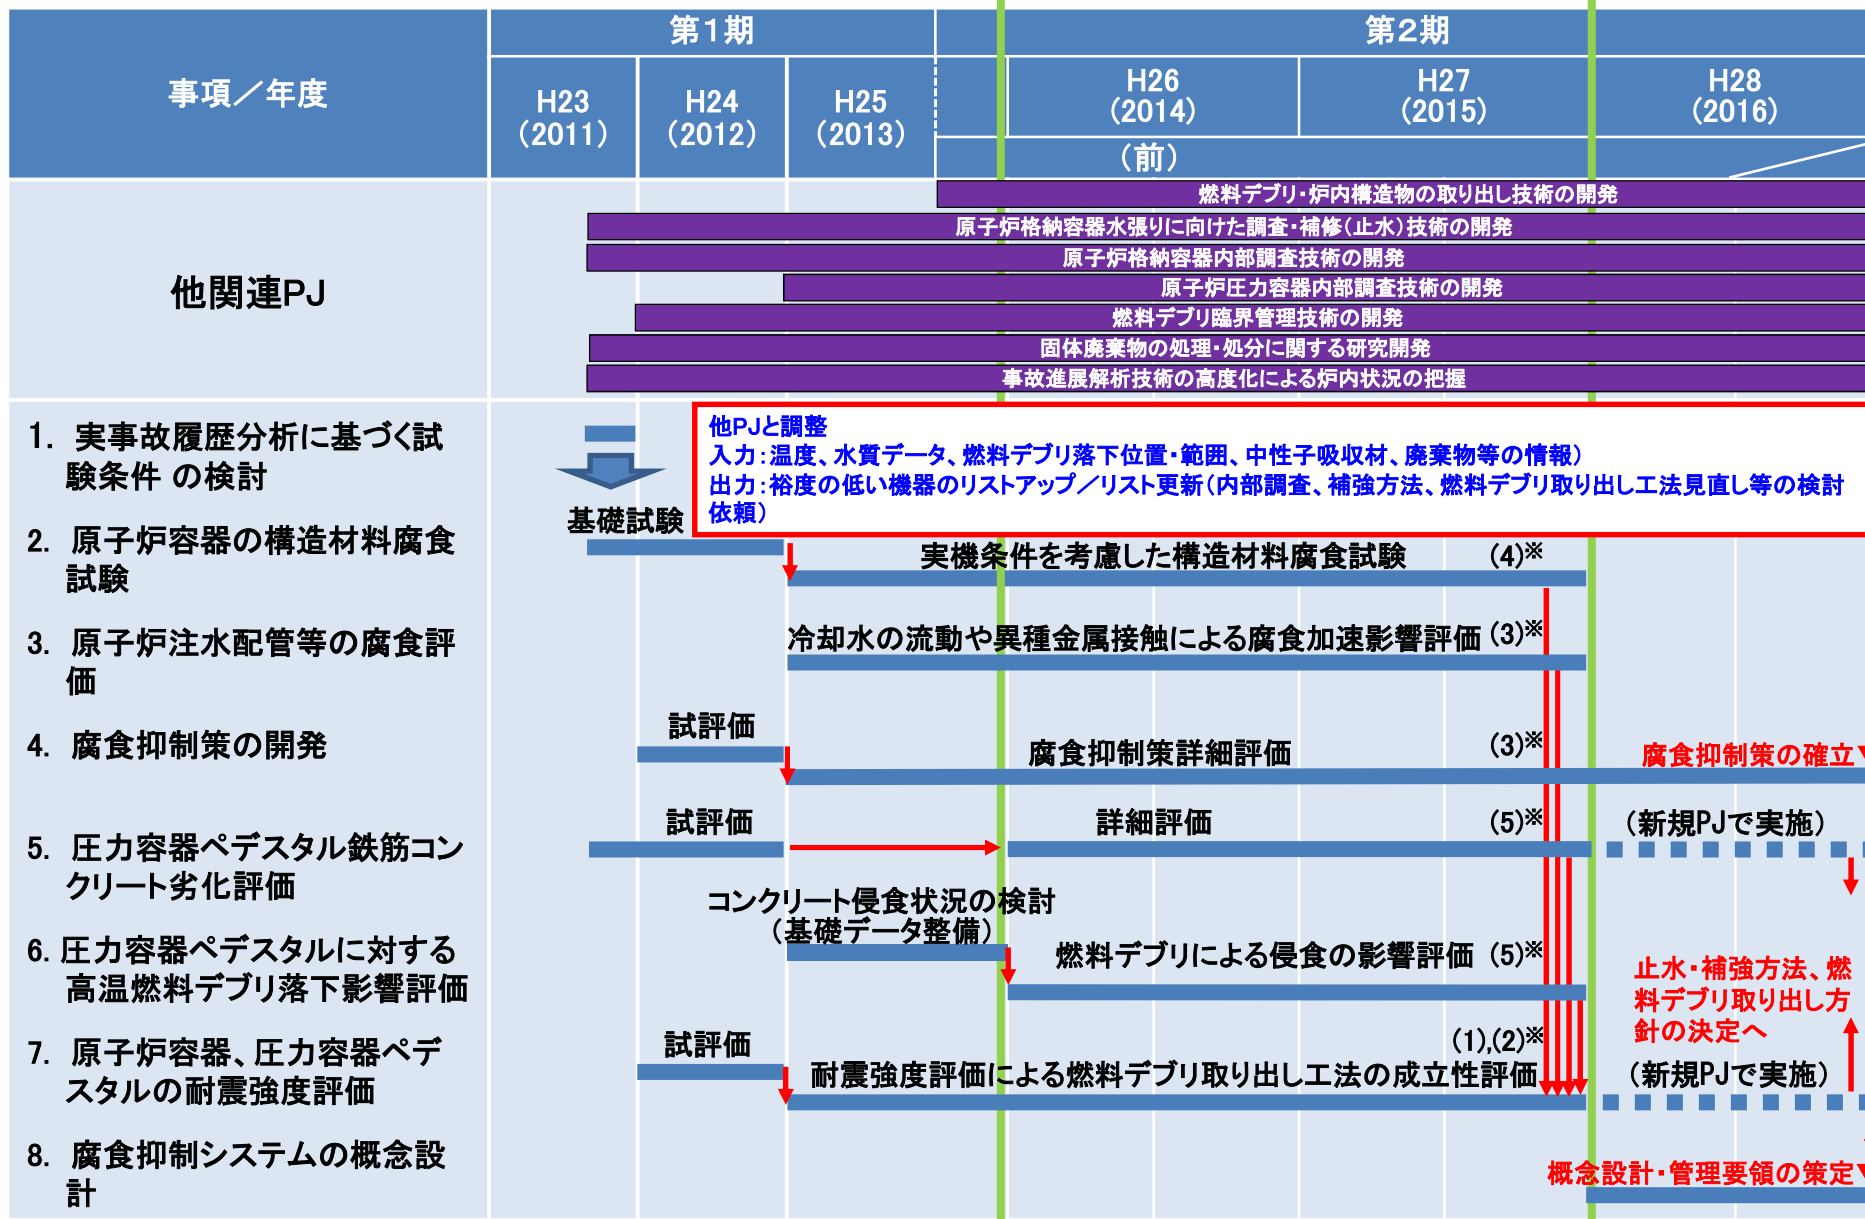 事項／年度
第１期
第２期
H23
（2011）
H24
（2012）
H25
（2013）
H26
（2014）
H27
（2015）
H28
（2016）
（前）
他関連PJ
燃料デブリ・炉内構造物の取り出し技術の開発
原子炉格納容器水張りに向けた調査・補修（止水）技術の開発
原子炉格納容器内部調査技術の開発
原子炉圧力容器内部調査技術の開発
燃料デブリ臨界管理技術の開発
固体廃棄物の処理・処分に関する研究開発
事故進展解析技術の高度化による炉内状況の把握
他PJと調整
入力：温度、水質データ、燃料デブリ落下位置・範囲、中性子吸収材、廃棄物等の情報）
出力：裕度の低い機器のリストアップ／リスト更新（内部調査、補強方法、燃料デブリ取り出し工法見直し等の検討
依頼）
1. 実事故履歴分析に基づく試
験条件 の検討
2. 原子炉容器の構造材料腐食
試験
基礎試験
実機条件を考慮した構造材料腐食試験 (4)※
3. 原子炉注水配管等の腐食評
価
冷却水の流動や異種金属接触による腐食加速影響評価 (3)※
4. 腐食抑制策の開発
試評価
腐食抑制策詳細評価 (3)※
腐食抑制策の確立▼
5. 圧力容器ペデスタル鉄筋コン
クリート劣化評価
試評価
詳細評価 (5)※
（新規PJで実施）
6. 圧力容器ペデスタルに対する
高温燃料デブリ落下影響評価
コンクリート侵食状況の検討
（基礎データ整備）
燃料デブリによる侵食の影響評価 (5)※
止水・補強方法、燃
料デブリ取り出し方
針の決定へ
7. 原子炉容器、圧力容器ペデ
スタルの耐震強度評価
試評価
(1),(2)※
耐震強度評価による燃料デブリ取り出し工法の成立性評価
（新規PJで実施）
8. 腐食抑制システムの概念設
計
概念設計・管理要領の策定▼